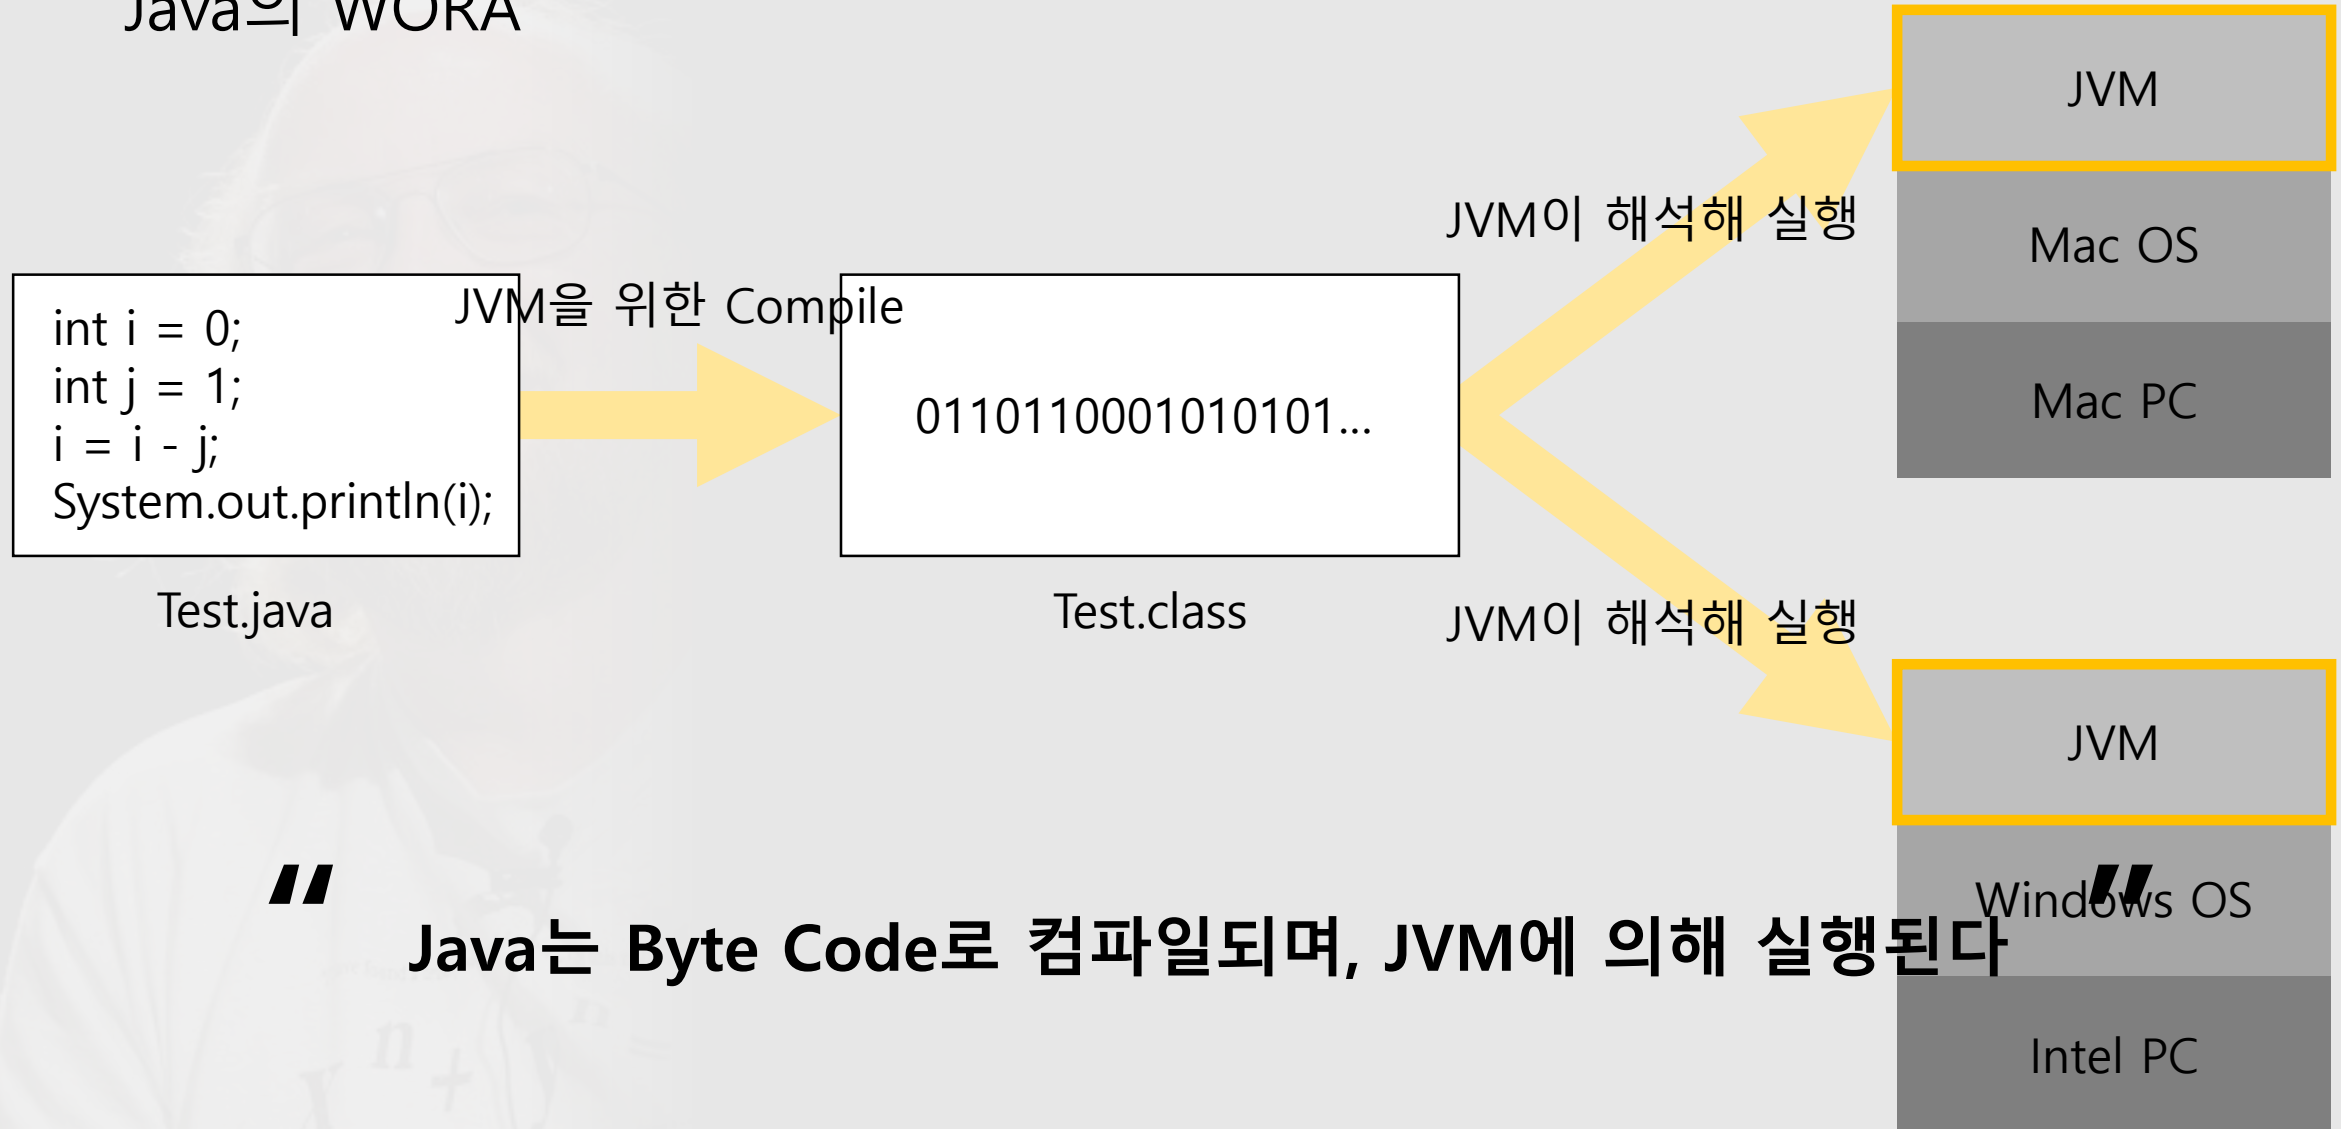 Java의 WORA
JVM
JVM이 해석해 실행
Mac OS
JVM을 위한 Compile
int i = 0;
int j = 1;
i = i - j;
System.out.println(i);
0110110001010101...
Mac PC
Test.java
Test.class
JVM이 해석해 실행
JVM
Windows OS
“Java는 Byte Code로 컴파일되며, JVM에 의해 실행된다”
Intel PC